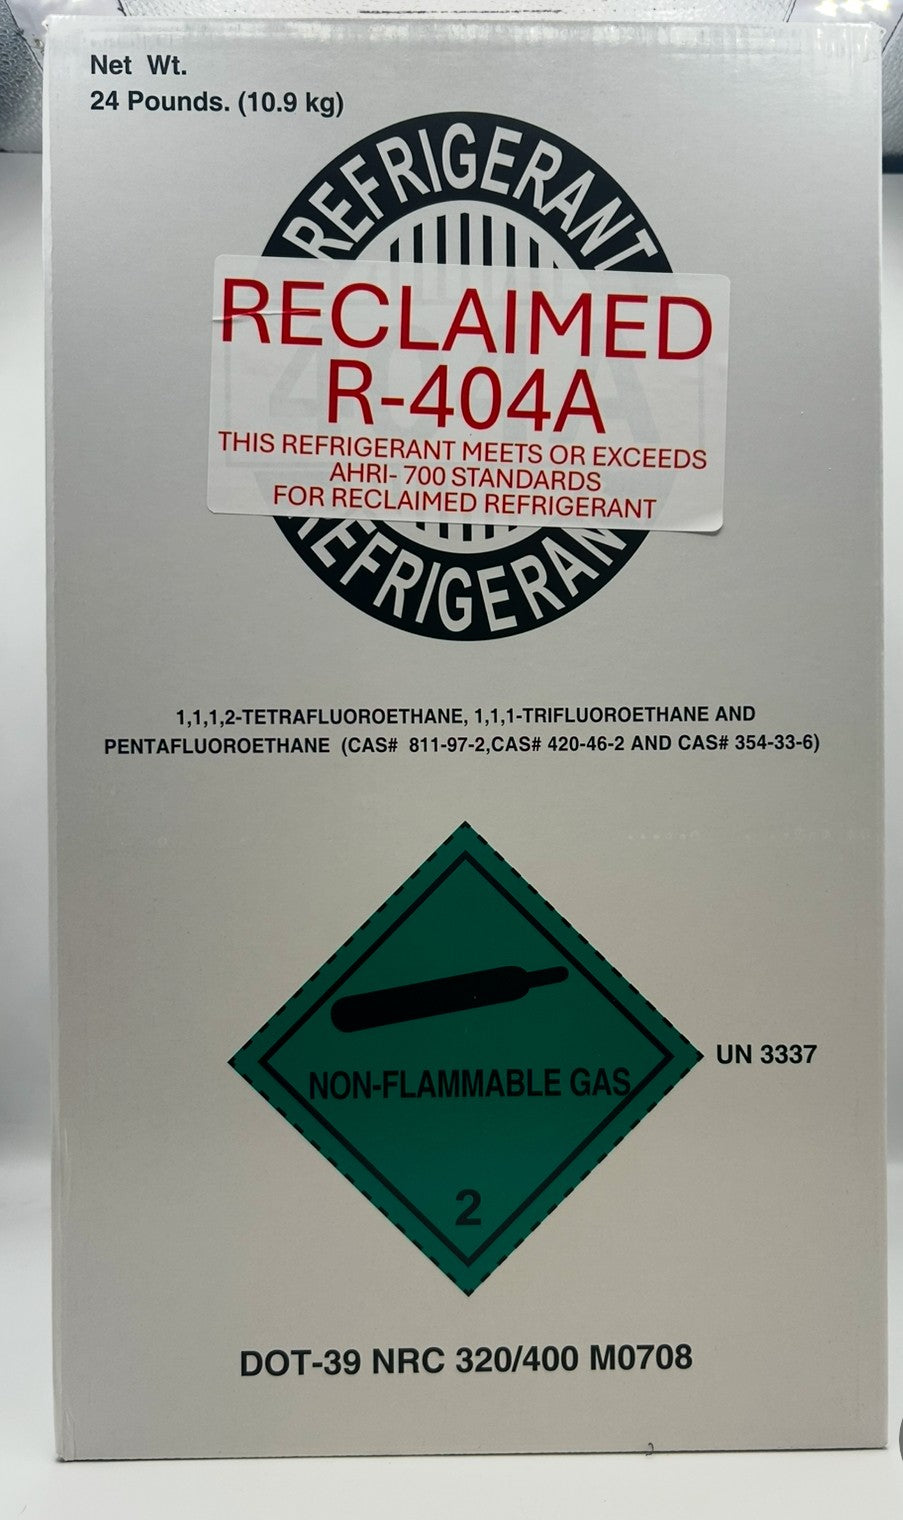 Net Wt.
24 Pounds. (10.9 kg)
REFRIGERANT
RECLAIMED
R-404A
THIS REFRIGERANT MEETS OR EXCEEDS
AHRI- 700 STANDARDS
FOR RECLAIMED REFRIGERANT
REFRIGERANT
1,1,1,2-TETRAFLUOROETHANE, 1,1,1-TRIFLUOROETHANE AND
PENTAFLUOROETHANE (CAS# 811-97-2,CAS# 420-46-2 AND CAS# 354-33-6)
NON-FLAMMABLE GAS
UN 3337
2
DOT-39 NRC 320/400 M0708